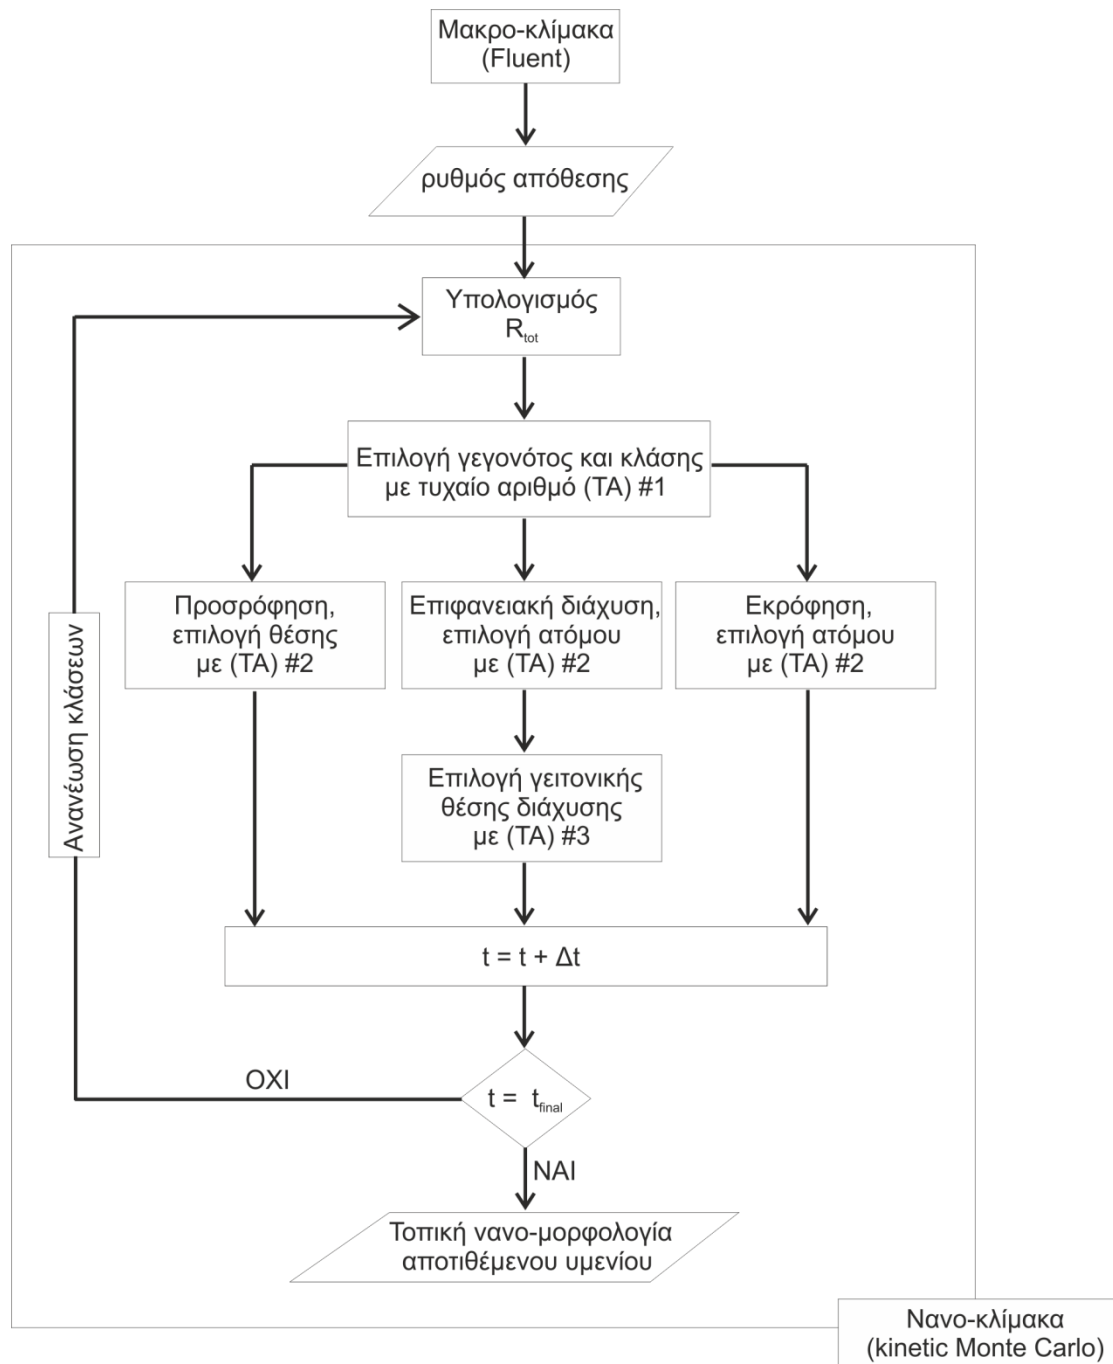 Μακρο-κλίμακα
(Fluent)
ρυθμός απόθεσης
Υπολογισμός
Rtot
Επιλογή γεγονότος και κλάσης
με τυχαίο αριθμό (ΤΑ) #1
Προσρόφηση,
επιλογή θέσης
με (ΤΑ) #2
Επιφανειακή διάχυση,
επιλογή ατόμου
με (ΤΑ) #2
Εκρόφηση,
επιλογή ατόμου
με (ΤΑ) #2
Ανανέωση κλάσεων
Επιλογή γειτονικής
θέσης διάχυσης
με (ΤΑ) #3
t = t + Δt
ΟΧΙ
t = tfinal
ΝΑΙ
Τοπική νανο-μορφολογία
αποτιθέμενου υμενίου
Νανο-κλίμακα
(kinetic Monte Carlo)